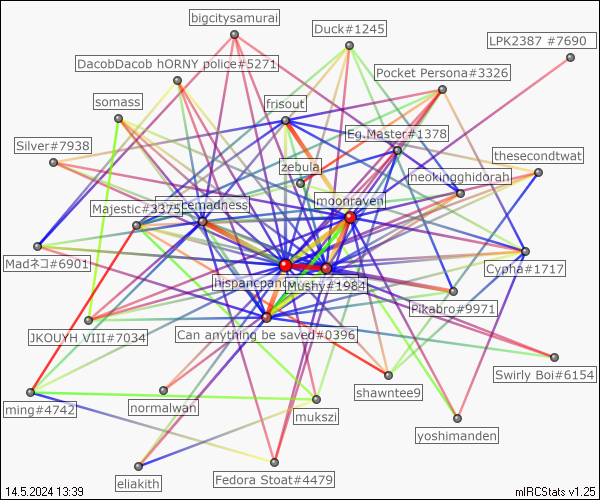 bigcitysamurai
Duck#1245
LPK2387 #7690
DacobDacob hORNY police#5271
Pocket Persona#3326
somass
frisout
Eg.Master#1378
Silver#7938
zebula
thesecondtwat
neokingghidorah
moonraven
Majestic#3375
cemadness
Madネコ#6901
Cypha#1717
Mushy#1984
Pikabro#9971
JKOUYH VIII#7034
Can anything be saved#0396
Swirly Boi#6154
shawntee9
ming#4742
normalwan
mukszi
yoshimanden
eliakith
Fedora Stoat#4479
14.5.2024 13:39
mIRCStats v1.25